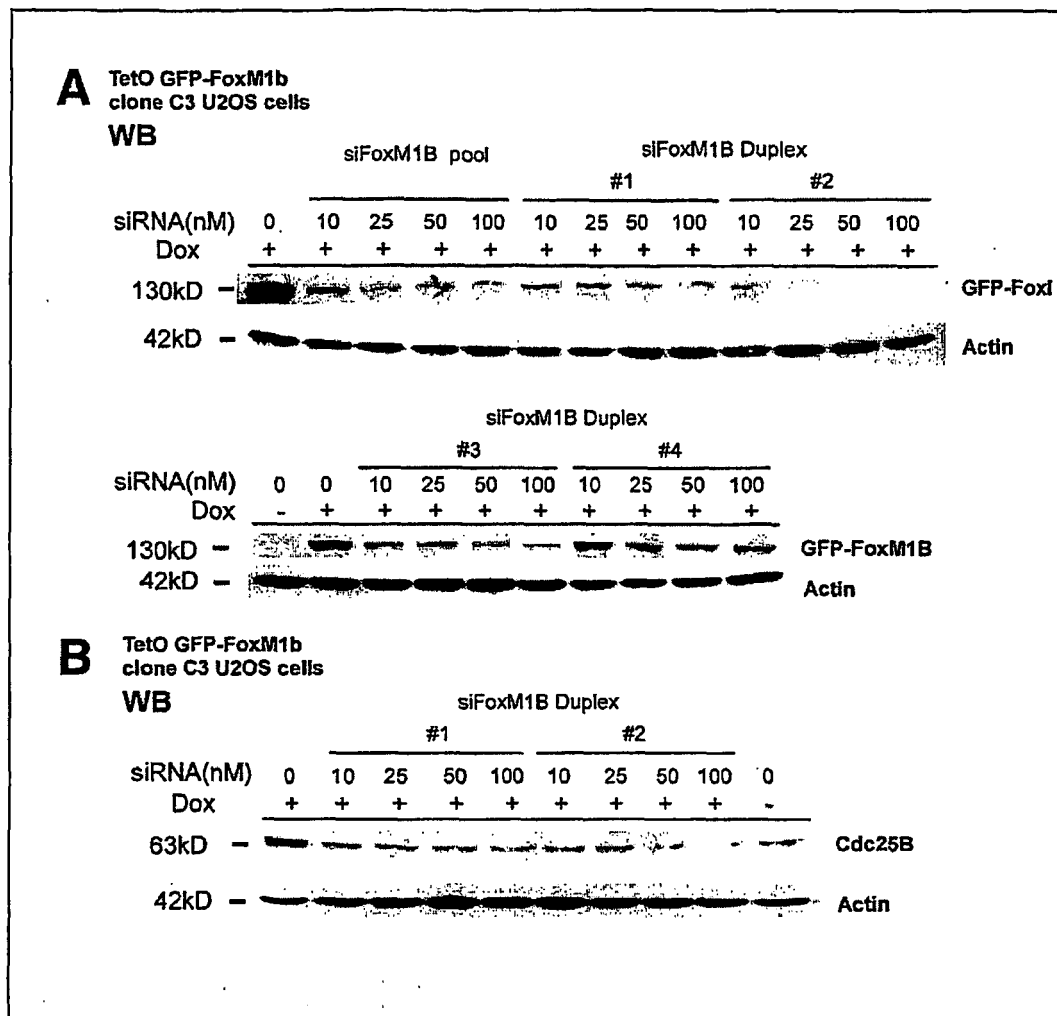 A TetO GFP-FoxM1b
clone C3 U2OS cells
WB
siFoxM1B pool siFoxM1B Duplex
#1 #2
siRNA(nM) 0 10 25 50 100 10 25 50 100 10 25 50 100
Dox + + + + + + + + + + + + +
130kD – GFP-FoxI
42kD – Actin
siFoxM1B Duplex
#3 #4
siRNA(nM) 0 0 10 25 50 100 10 25 50 100
Dox - + + + + + + + + +
130kD – GFP-FoxM1B
42kD – Actin
B TetO GFP-FoxM1b
clone C3 U2OS cells
WB
siFoxM1B Duplex
#1 #2
siRNA(nM) 0 10 25 50 100 10 25 50 100 0
Dox + + + + + + + + + -
63kD – Cdc25B
42kD – Actin